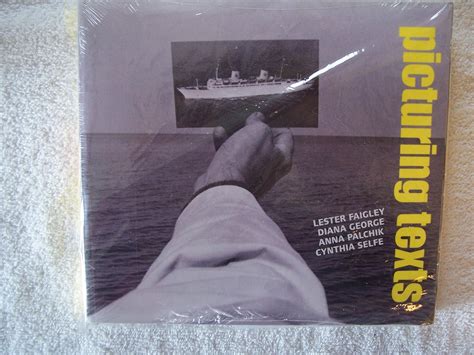 picturing texts
LESTER FAIGLEY
DIANA GEORGE
ANNA PALCHIK
CYNTHIA SELFE